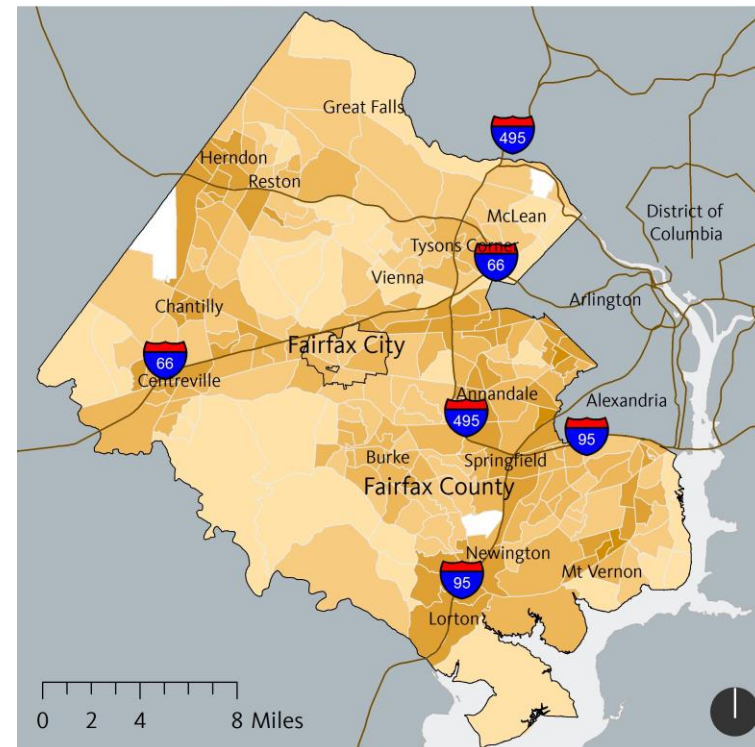 Great Falls
495
Herndon
Reston
McLean
District of
Columbia
Tysons Corner
66
Vienna
Arlington
Chantilly
Fairfax City
66
Centreville
Annandale
Alexandria
495
95
Burke
Springfield
Fairfax County
Newington
Mt Vernon
95
Lorton
0 2 4 8 Miles